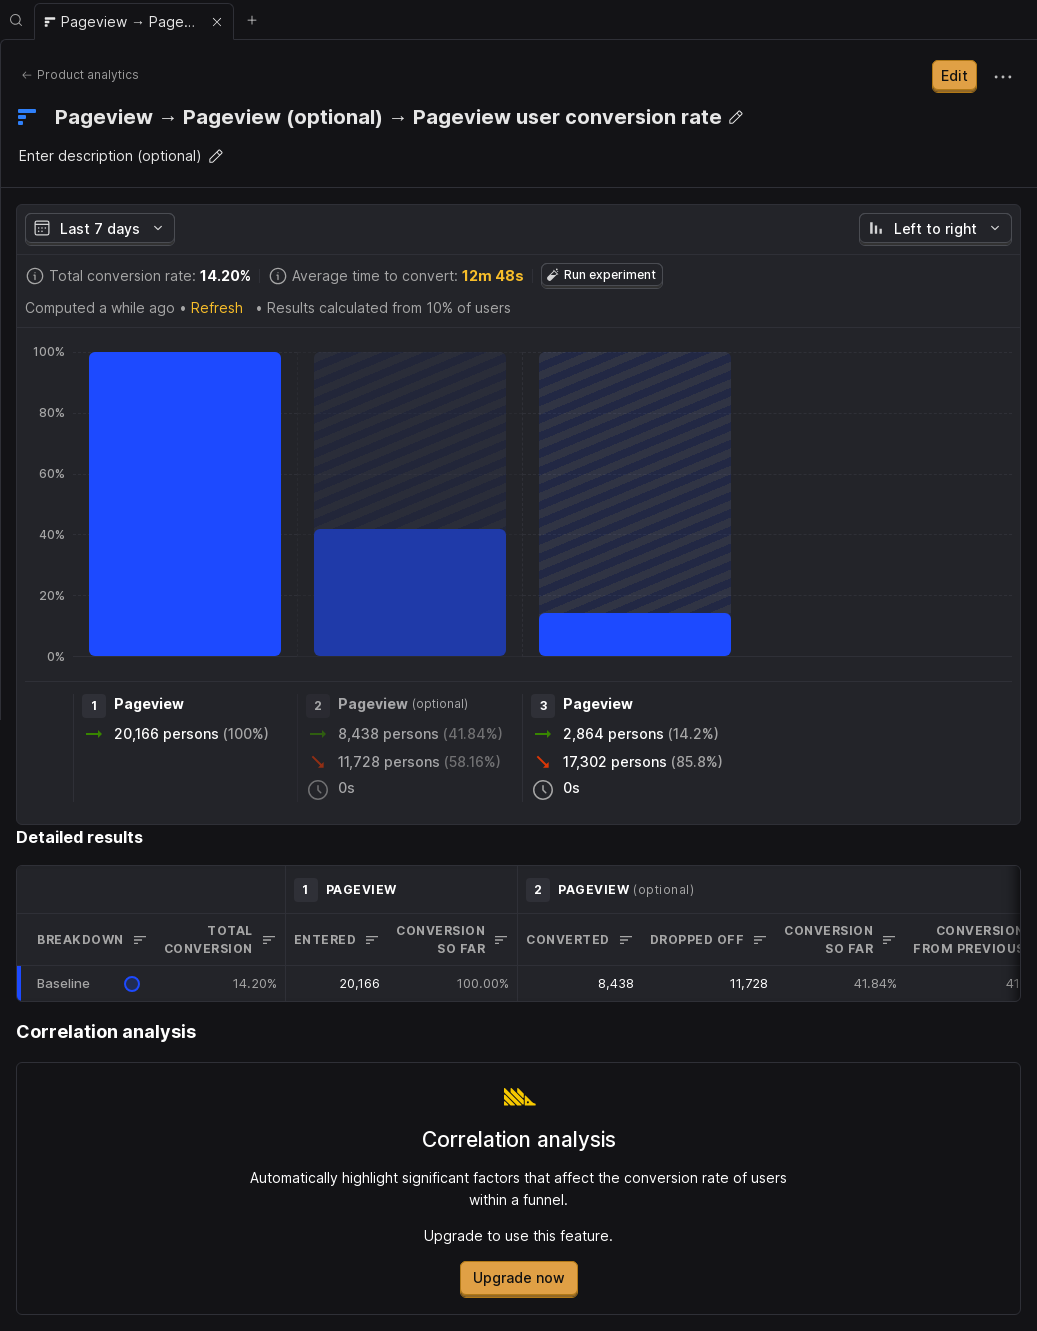 Pageview → Page...
Product analytics
Edit
Pageview → Pageview (optional) → Pageview user conversion rate
Enter description (optional)
Last 7 days
Left to right
Total conversion rate: 14.20%
Average time to convert: 12m 48s
Run experiment
Computed a while ago • Refresh • Results calculated from 10% of users
100%
80%
60%
40%
20%
0%
1 Pageview
20,166 persons (100%)
2 Pageview (optional)
8,438 persons (41.84%)
11,728 persons (58.16%)
0s
3 Pageview
2,864 persons (14.2%)
17,302 persons (85.8%)
0s
Detailed results
1 PAGEVIEW
2 PAGEVIEW (optional)
BREAKDOWN
TOTAL
CONVERSION
ENTERED
CONVERSION
SO FAR
CONVERTED
DROPPED OFF
CONVERSION
SO FAR
CONVERSION
FROM PREVIOUS
Baseline 14.20% 20,166 100.00% 8,438 11,728 41.84% 41
Correlation analysis
Correlation analysis
Automatically highlight significant factors that affect the conversion rate of users
within a funnel.
Upgrade to use this feature.
Upgrade now